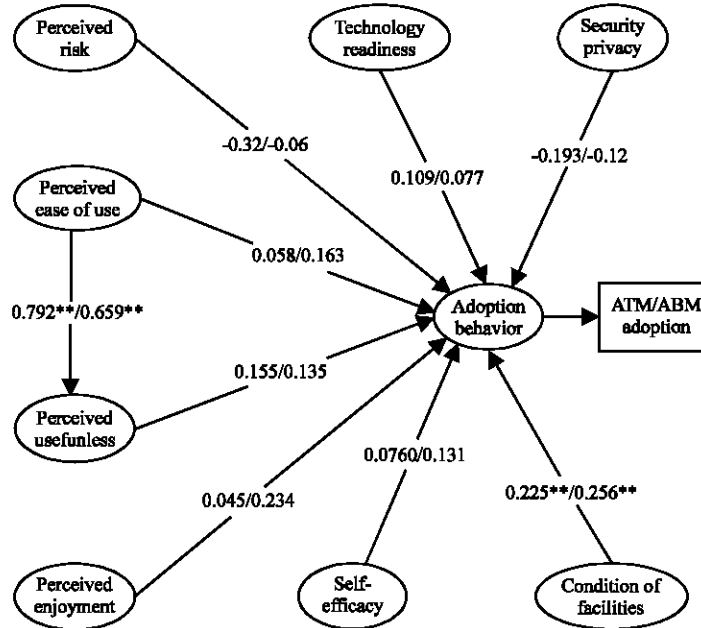 Perceived
risk
Technology
readiness
Security
privacy
-0.32/-0.06
0.109/0.077
-0.193/-0.12
Perceived
ease of use
0.058/0.163
0.792**/0.659**
Adoption
behavior
ATM/ABM
adoption
0.155/0.135
Perceived
usefunless
0.0760/0.131
0.045/0.234
0.225**/0.256**
Perceived
enjoyment
Self-
efficacy
Condition of
facilities